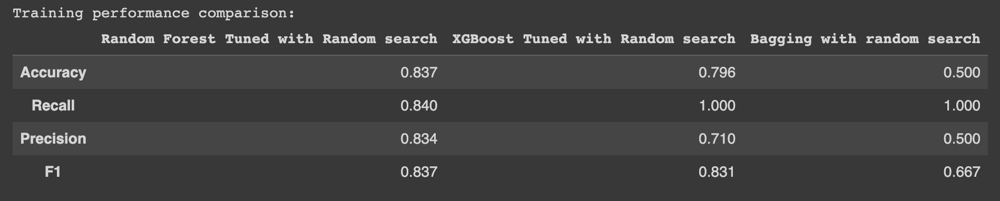 Training performance comparison:
Random Forest Tuned with Random search XGBoost Tuned with Random search Bagging with random search
Accuracy 0.837 0.796 0.500
Recall 0.840 1.000 1.000
Precision 0.834 0.710 0.500
F1 0.837 0.831 0.667